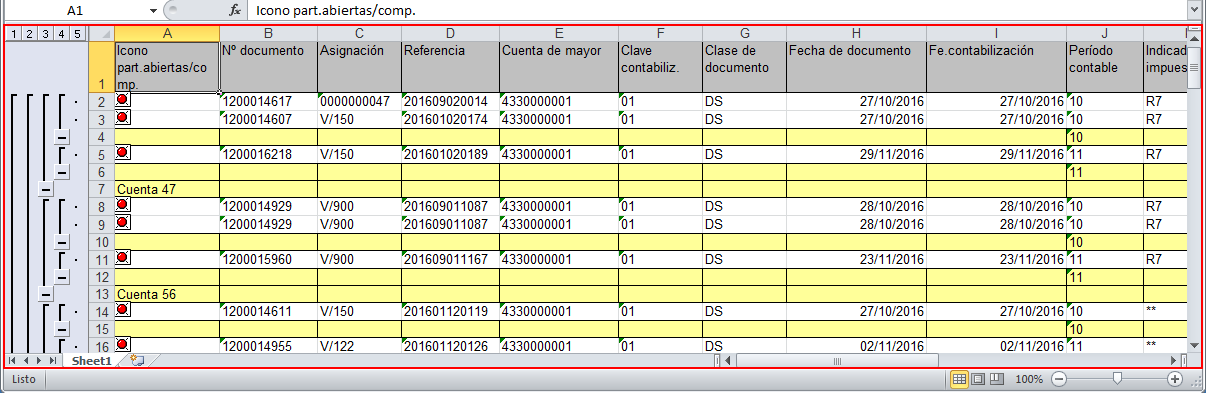 A1 fx Icono part.abiertas/comp.
1 2 3 4 5 A B C D E F G H I J
1 Icono part.abiertas/comp. Nº documento Asignación Referencia Cuenta de mayor Clave contabiliz. Clase de documento Fecha de documento Fe.contabilización Período contable Indicad impues
2 1200014617 0000000047 201609020014 4330000001 01 DS 27/10/2016 27/10/2016 10 R7
3 1200014607 V/150 201601020174 4330000001 01 DS 27/10/2016 27/10/2016 10 R7
4 10
5 1200016218 V/150 201601020189 4330000001 01 DS 29/11/2016 29/11/2016 11 R7
6 11
7 Cuenta 47
8 1200014929 V/900 201609011087 4330000001 01 DS 28/10/2016 28/10/2016 10 R7
9 1200014929 V/900 201609011087 4330000001 01 DS 28/10/2016 28/10/2016 10 R7
10 10
11 1200015960 V/900 201609011167 4330000001 01 DS 23/11/2016 23/11/2016 11 R7
12 11
13 Cuenta 56
14 1200014611 V/150 201601120119 4330000001 01 DS 27/10/2016 27/10/2016 10 **
15 10
16 1200014955 V/122 201601120126 4330000001 01 DS 02/11/2016 02/11/2016 11 **
Sheet1
Listo 100%